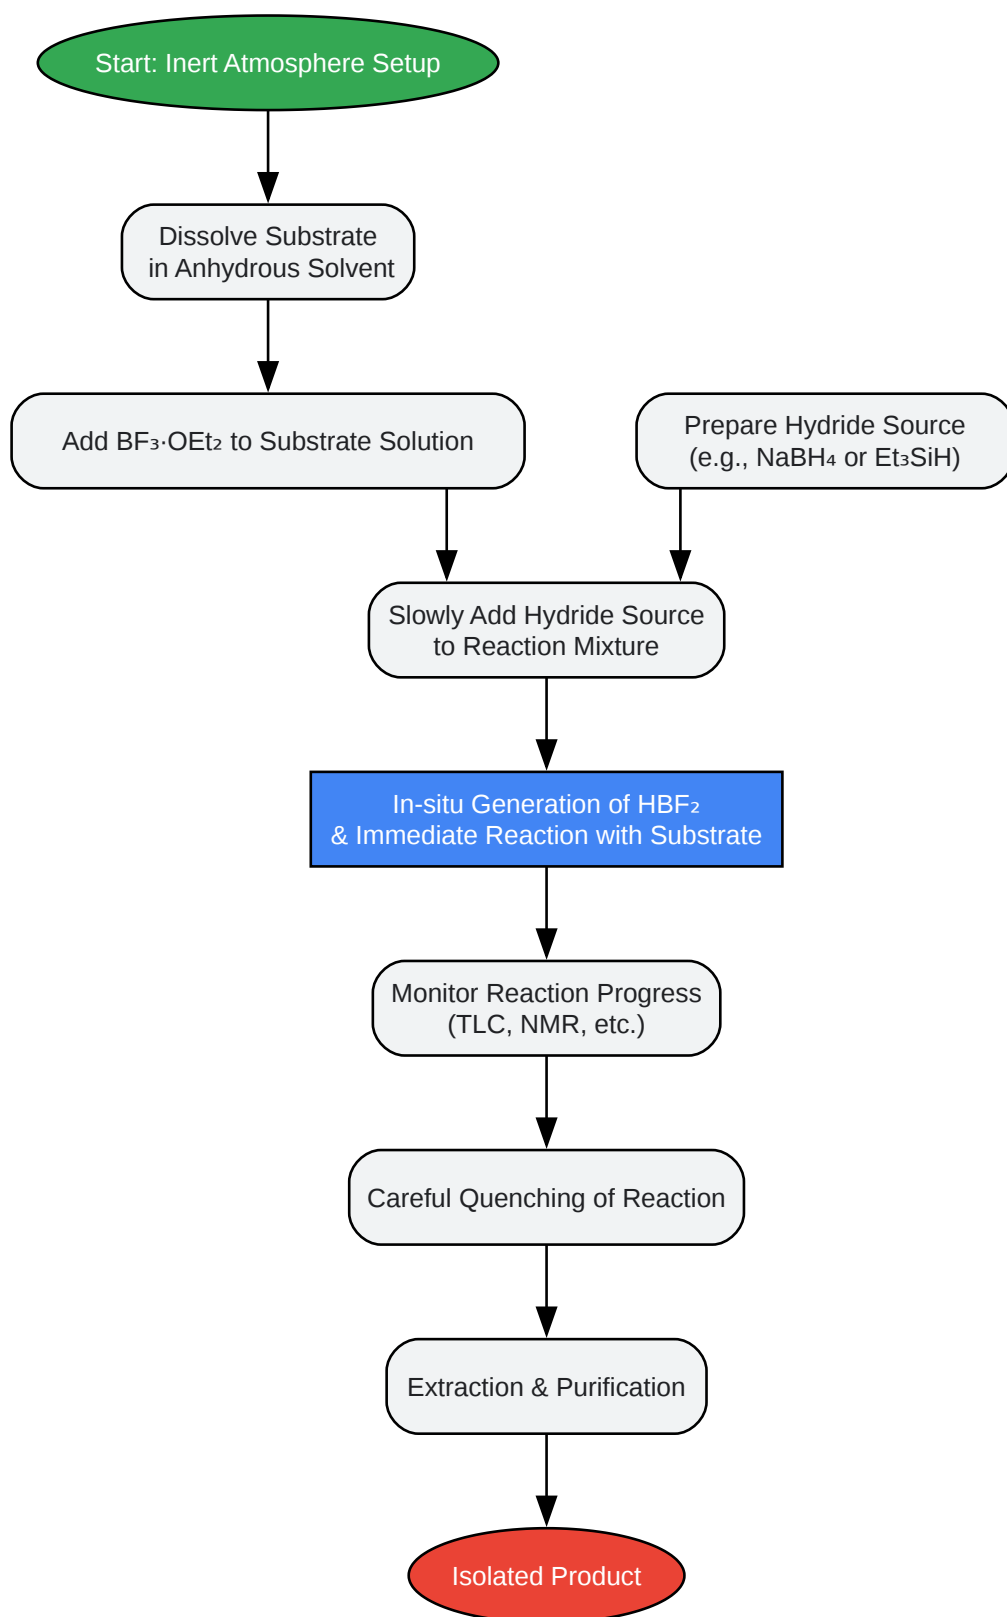 Start: Inert Atmosphere Setup
Dissolve Substrate
in Anhydrous Solvent
Add BF₃·OEt₂ to Substrate Solution
Prepare Hydride Source
(e.g., NaBH₄ or Et₃SiH)
Slowly Add Hydride Source
to Reaction Mixture
In-situ Generation of HBF₂
& Immediate Reaction with Substrate
Monitor Reaction Progress
(TLC, NMR, etc.)
Careful Quenching of Reaction
Extraction & Purification
Isolated Product